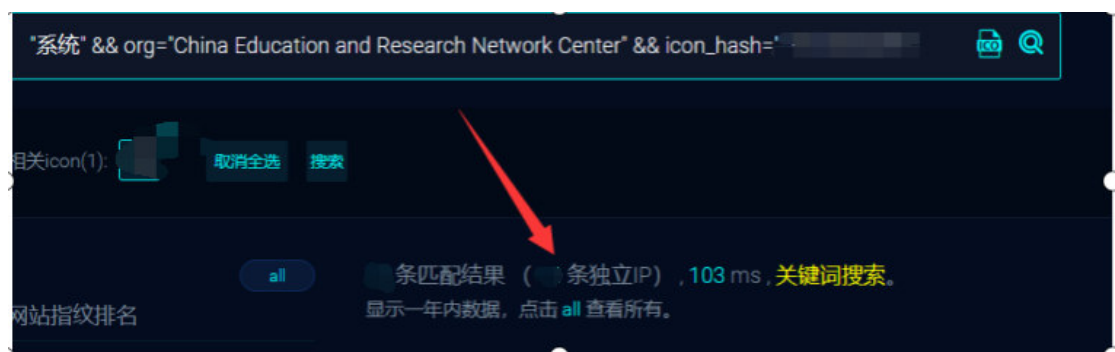 "系统" && org="China Education and Research Network Center" && icon_hash="
ICO
相关icon(1):
取消全选 搜索
all
条匹配结果 ( 条独立IP) , 103 ms , 关键词搜索。
显示一年内数据, 点击 all 查看所有。
网站指纹排名